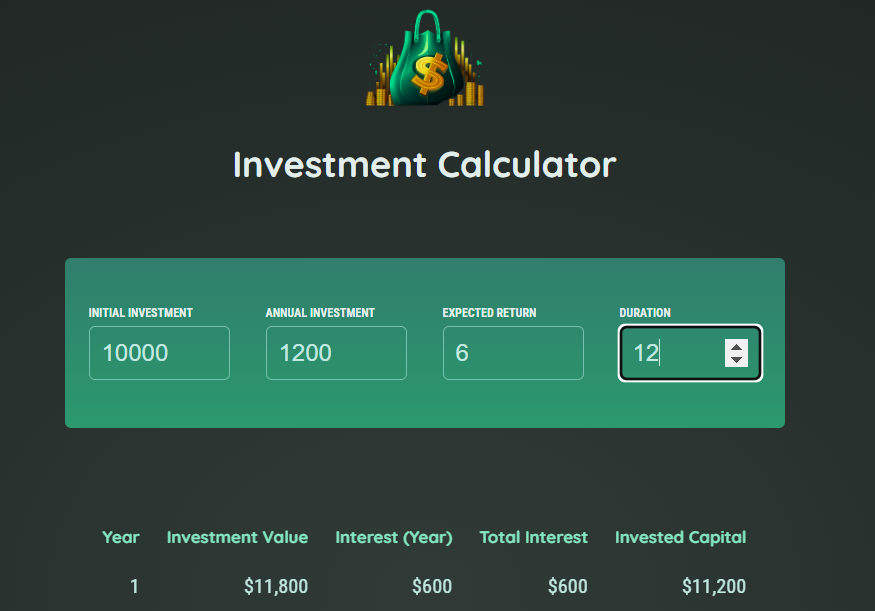 $
Investment Calculator
INITIAL INVESTMENT ANNUAL INVESTMENT EXPECTED RETURN DURATION
10000 1200 6 12
Year Investment Value Interest (Year) Total Interest Invested Capital
1 $11,800 $600 $600 $11,200